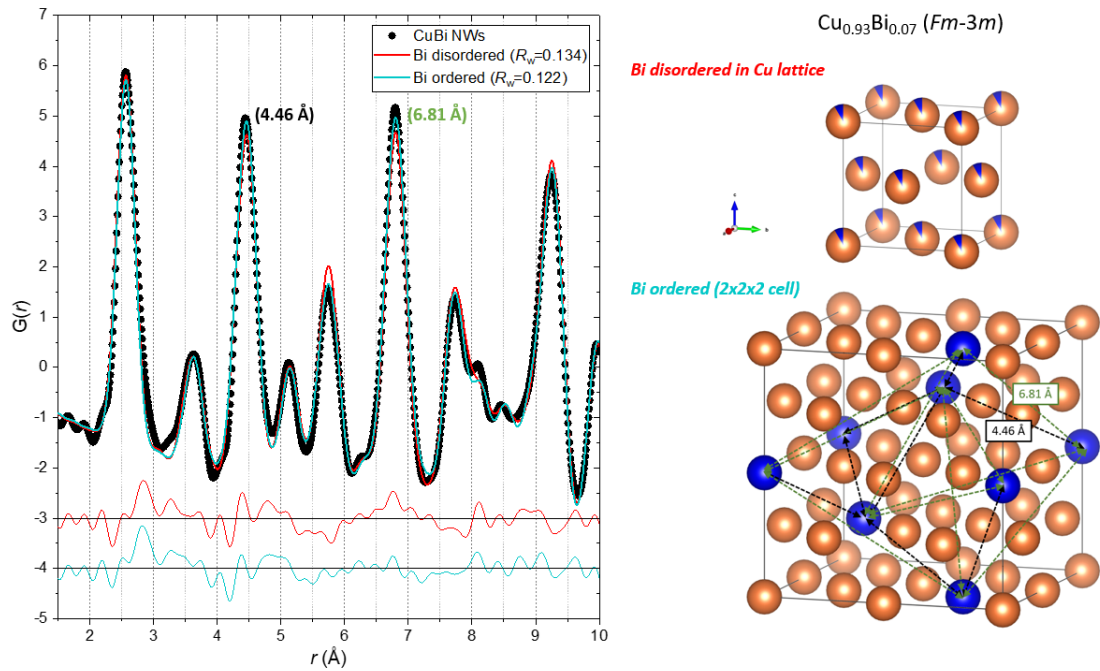 CuBi NWs
Bi disordered (Rw=0.134)
Bi ordered (Rw=0.122)
(4.46 Å)
(6.81 Å)
G(r)
7
6
5
4
3
2
1
0
-1
-2
-3
-4
-5
2 3 4 5 6 7 8 9 10
r (Å)
Cu0.93Bi0.07 (Fm-3m)
Bi disordered in Cu lattice
c
a
b
Bi ordered (2x2x2 cell)
6.81 Å
4.46 Å